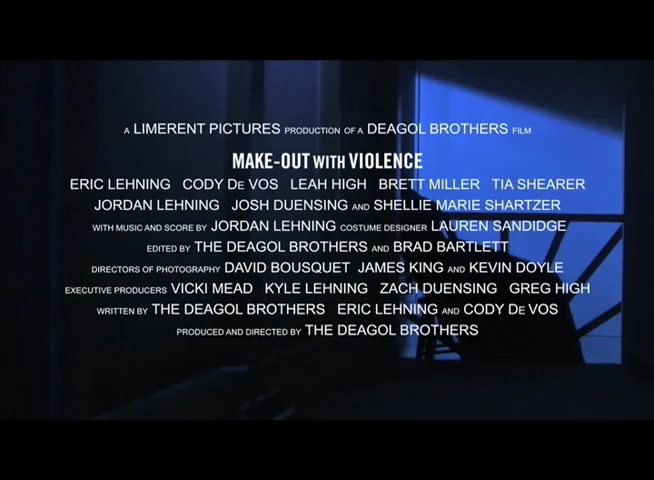 A LIMERENT PICTURES PRODUCTION OF A DEAGOL BROTHERS FILM
MAKE-OUT WITH VIOLENCE
ERIC LEHNING CODY DE VOS LEAH HIGH BRETT MILLER TIA SHEARER
JORDAN LEHNING JOSH DUENSING AND SHELLIE MARIE SHARTZER
WITH MUSIC AND SCORE BY JORDAN LEHNING COSTUME DESIGNER LAUREN SANDIDGE
EDITED BY THE DEAGOL BROTHERS AND BRAD BARTLETT
DIRECTORS OF PHOTOGRAPHY DAVID BOUSQUET JAMES KING AND KEVIN DOYLE
EXECUTIVE PRODUCERS VICKI MEAD KYLE LEHNING ZACH DUENSING GREG HIGH
WRITTEN BY THE DEAGOL BROTHERS ERIC LEHNING AND CODY DE VOS
PRODUCED AND DIRECTED BY THE DEAGOL BROTHERS